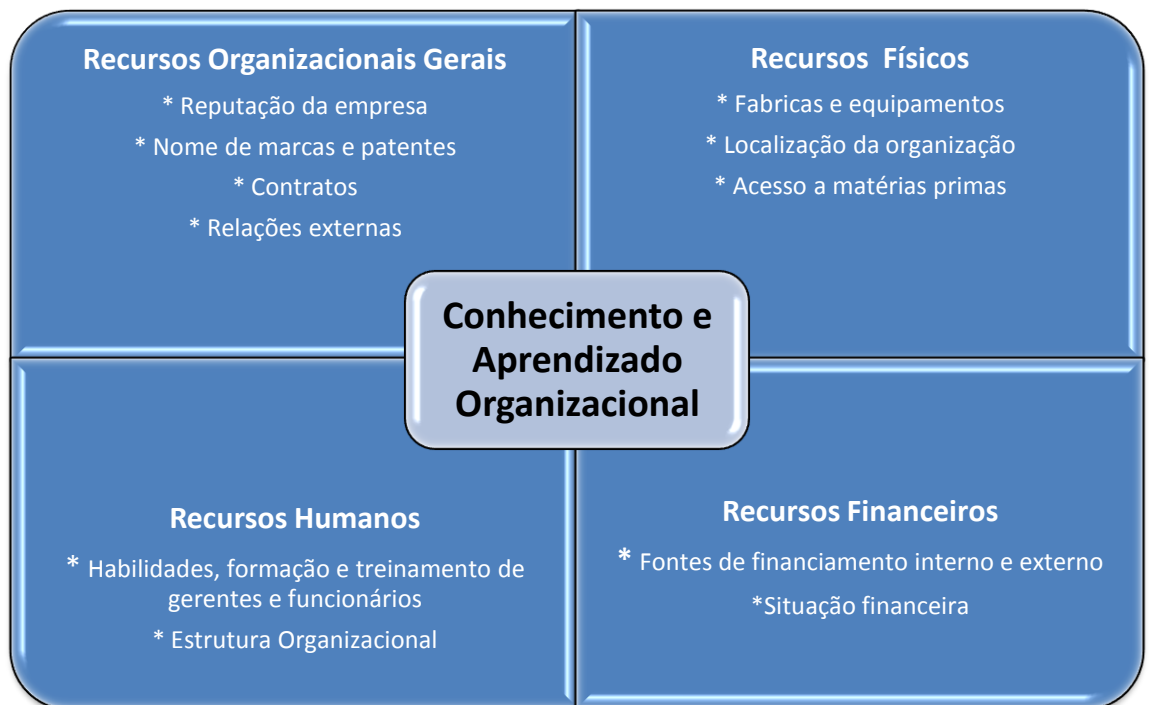 Recursos Organizacionais Gerais
* Reputação da empresa
* Nome de marcas e patentes
* Contratos
* Relações externas
Recursos Físicos
* Fabricas e equipamentos
* Localização da organização
* Acesso a matérias primas
Conhecimento e
Aprendizado
Organizacional
Recursos Humanos
* Habilidades, formação e treinamento de
gerentes e funcionários
* Estrutura Organizacional
Recursos Financeiros
* Fontes de financiamento interno e externo
*Situação financeira